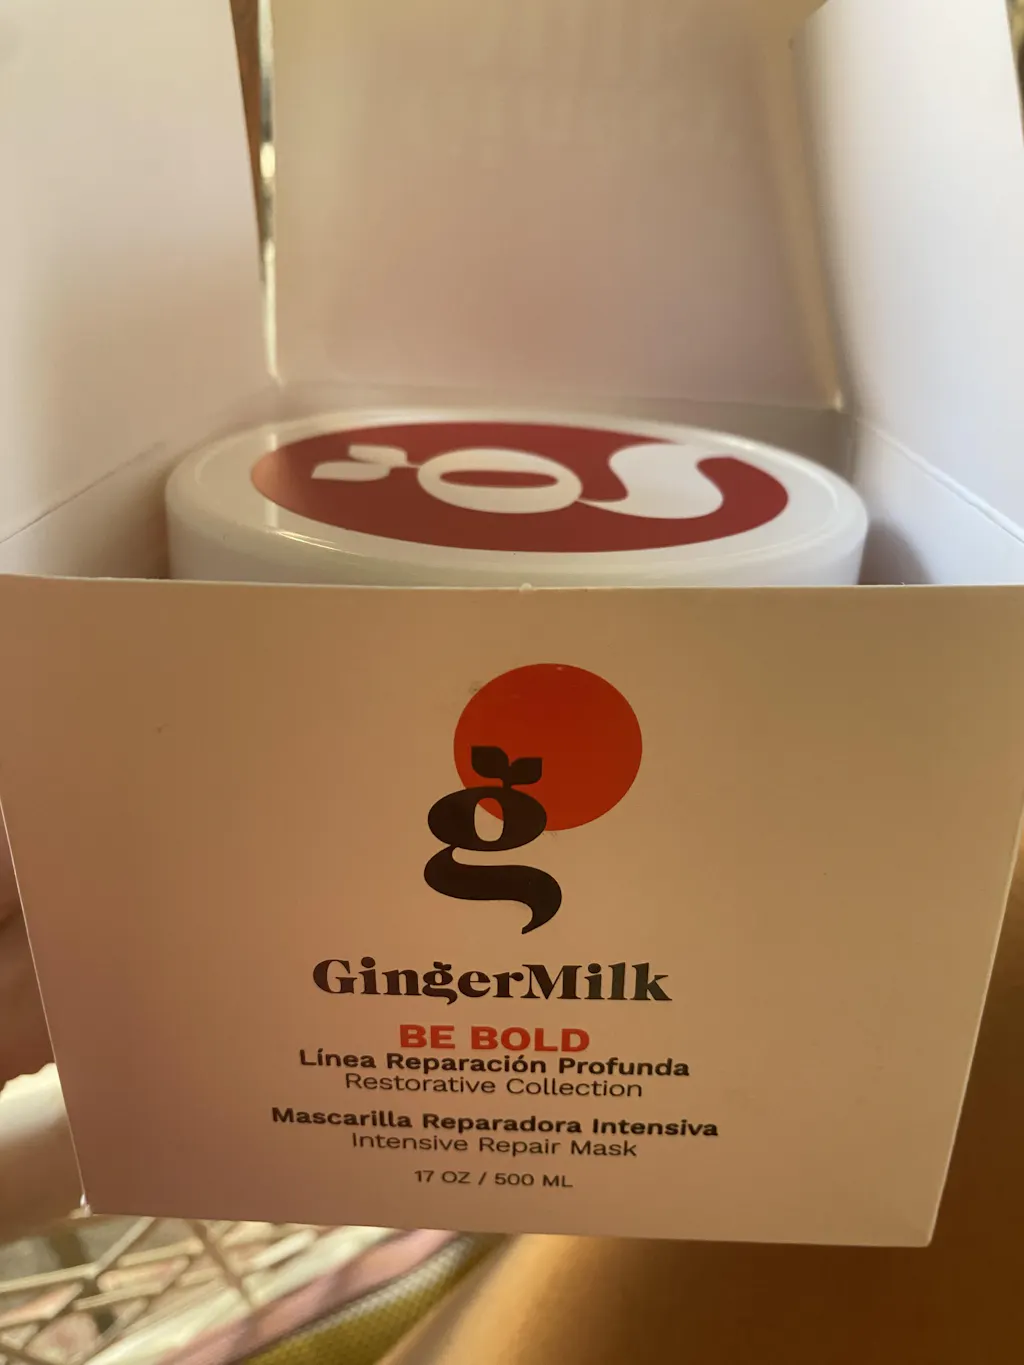 g
GingerMilk
BE BOLD
Línea Reparación Profunda
Restorative Collection
Mascarilla Reparadora Intensiva
Intensive Repair Mask
17 OZ / 500 ML